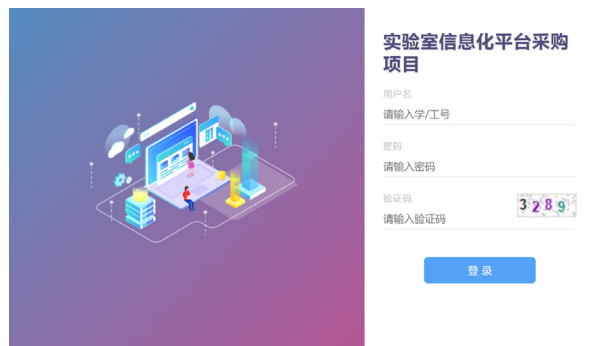 实验室信息化平台采购
项目
用户名
请输入学/工号
密码
请输入密码
验证码
请输入验证码
3289
登录